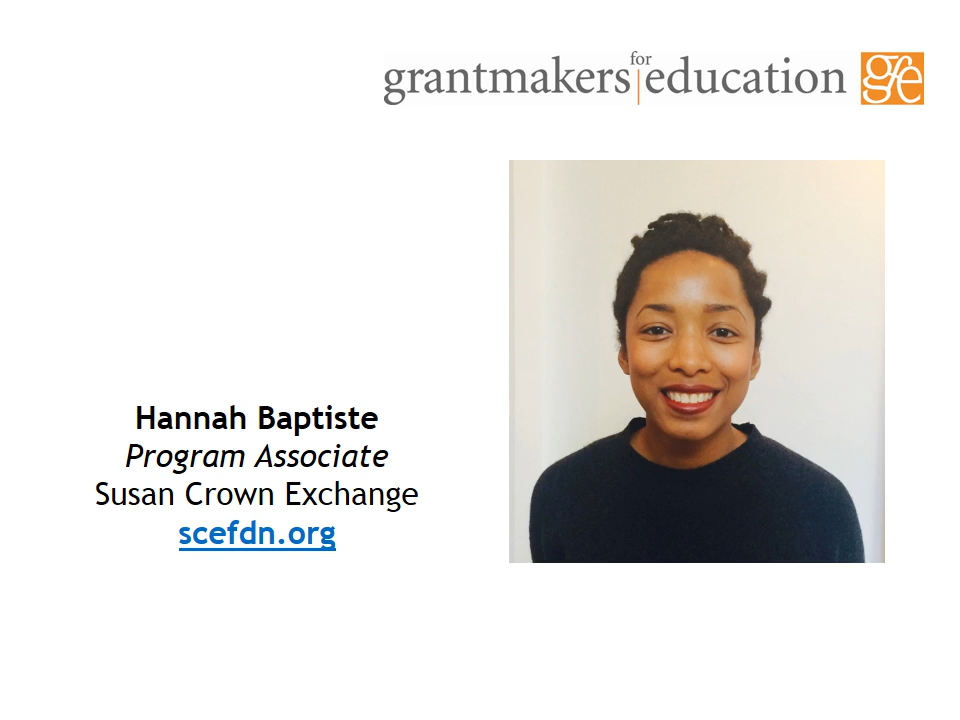 grantmakers for education gfe
Hannah Baptiste
Program Associate
Susan Crown Exchange
scefdn.org